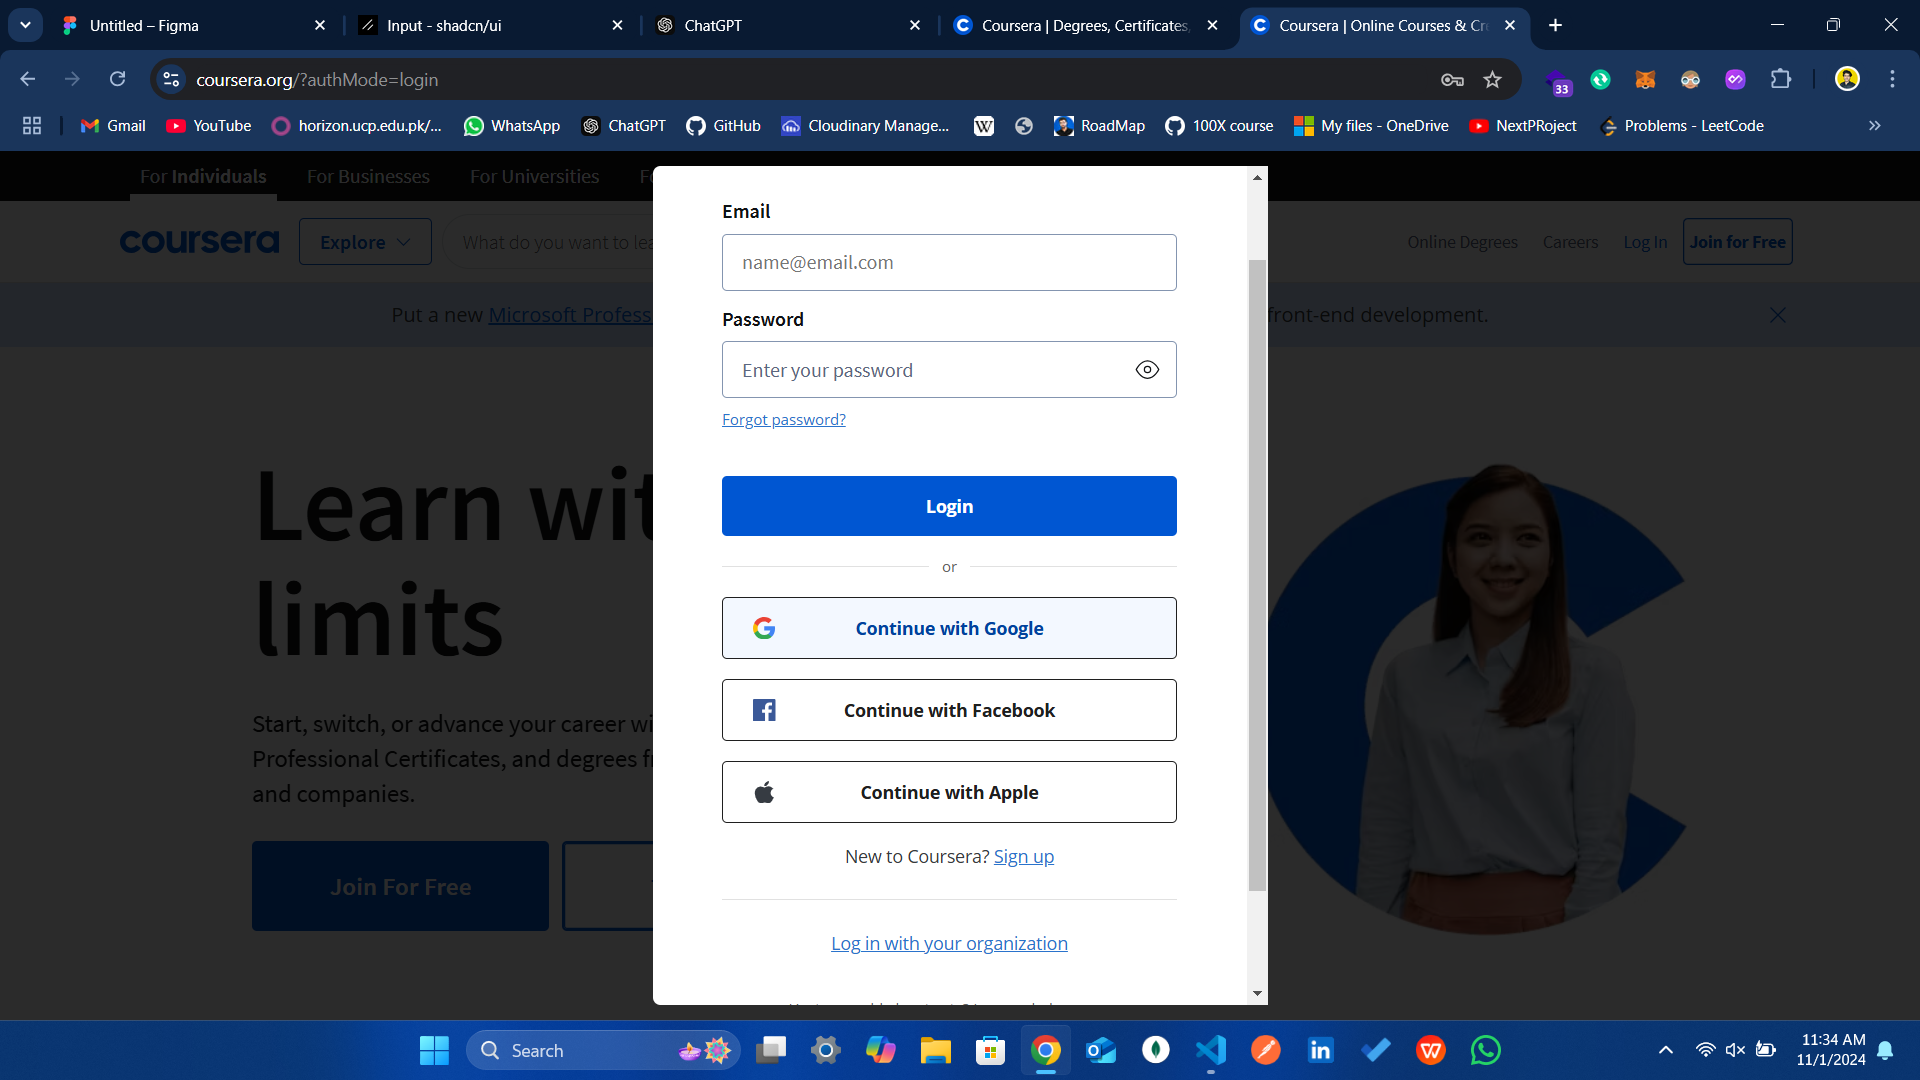 Untitled – Figma
Input - shadcn/ui
ChatGPT
Coursera | Degrees, Certificates,
Coursera | Online Courses & Cre
coursera.org/?authMode=login
33
Gmail
YouTube
horizon.ucp.edu.pk/...
WhatsApp
ChatGPT
GitHub
Cloudinary Manage...
W
RoadMap
100X course
My files - OneDrive
NextPRoject
Problems - LeetCode
For Individuals
For Businesses
For Universities
coursera
Explore
What do you want to lea
Online Degrees
Careers
Log In
Join for Free
Put a new Microsoft Profess
front-end development.
Learn wit
limits
Start, switch, or advance your career wi
Professional Certificates, and degrees f
and companies.
Join For Free
Email
name@email.com
Password
Enter your password
Forgot password?
Login
or
Continue with Google
Continue with Facebook
Continue with Apple
New to Coursera? Sign up
Log in with your organization
Search
11:34 AM
11/1/2024